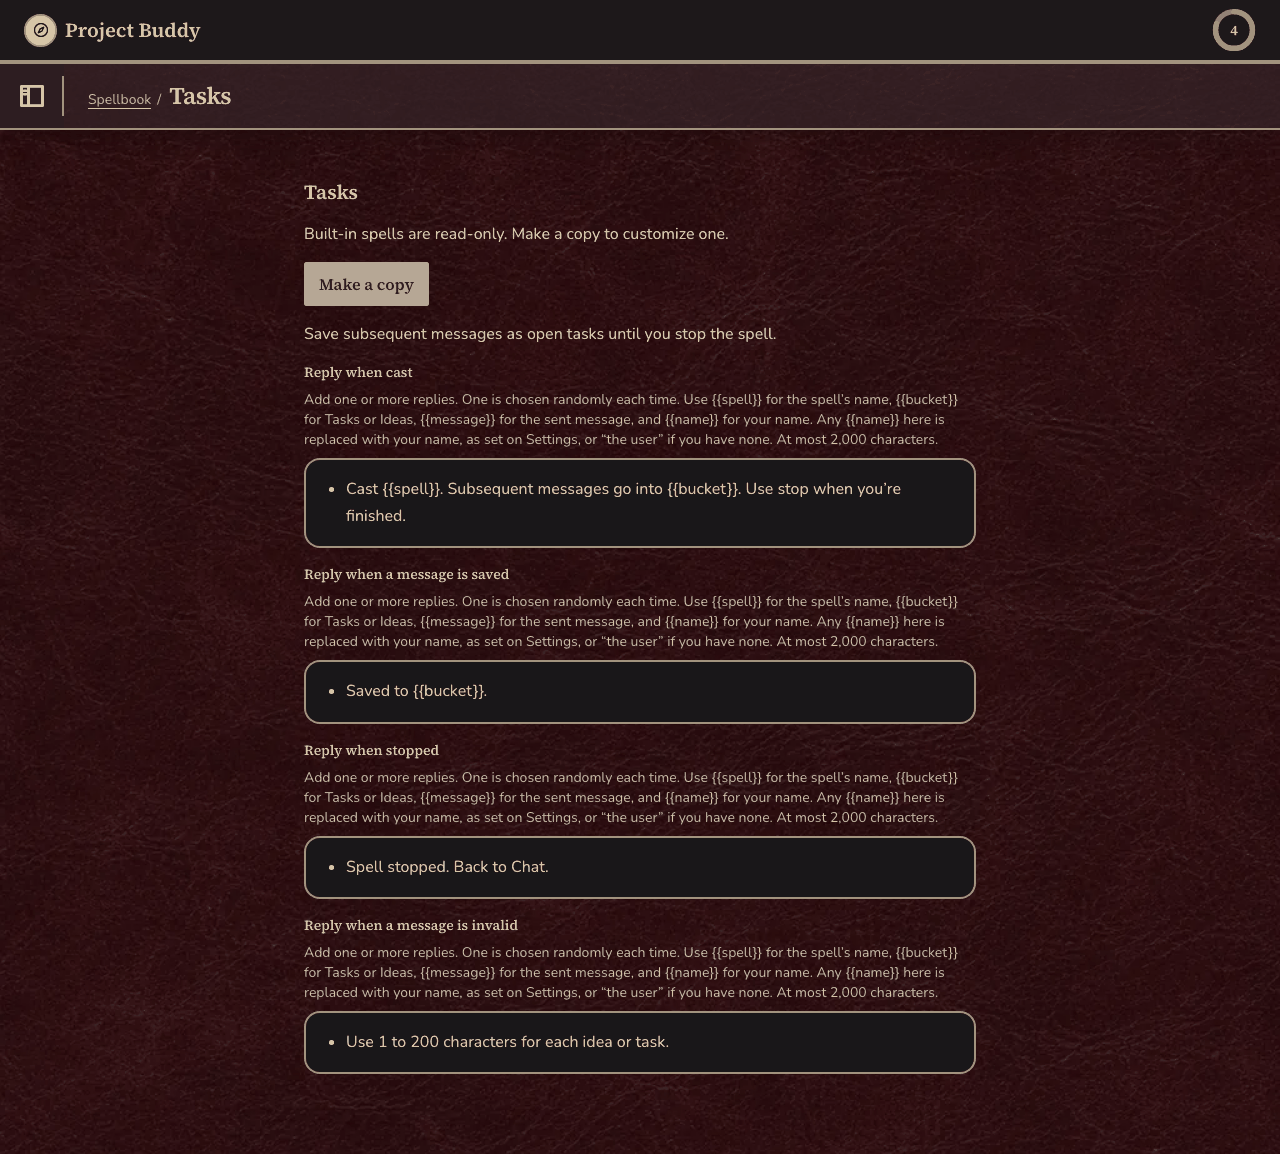 Project Buddy
4
Spellbook / Tasks
Tasks
Built-in spells are read-only. Make a copy to customize one.
Make a copy
Save subsequent messages as open tasks until you stop the spell.
Reply when cast
Add one or more replies. One is chosen randomly each time. Use {{spell}} for the spell’s name, {{bucket}}
for Tasks or Ideas, {{message}} for the sent message, and {{name}} for your name. Any {{name}} here is
replaced with your name, as set on Settings, or “the user” if you have none. At most 2,000 characters.
• Cast {{spell}}. Subsequent messages go into {{bucket}}. Use stop when you’re
finished.
Reply when a message is saved
Add one or more replies. One is chosen randomly each time. Use {{spell}} for the spell’s name, {{bucket}}
for Tasks or Ideas, {{message}} for the sent message, and {{name}} for your name. Any {{name}} here is
replaced with your name, as set on Settings, or “the user” if you have none. At most 2,000 characters.
• Saved to {{bucket}}.
Reply when stopped
Add one or more replies. One is chosen randomly each time. Use {{spell}} for the spell’s name, {{bucket}}
for Tasks or Ideas, {{message}} for the sent message, and {{name}} for your name. Any {{name}} here is
replaced with your name, as set on Settings, or “the user” if you have none. At most 2,000 characters.
• Spell stopped. Back to Chat.
Reply when a message is invalid
Add one or more replies. One is chosen randomly each time. Use {{spell}} for the spell’s name, {{bucket}}
for Tasks or Ideas, {{message}} for the sent message, and {{name}} for your name. Any {{name}} here is
replaced with your name, as set on Settings, or “the user” if you have none. At most 2,000 characters.
• Use 1 to 200 characters for each idea or task.